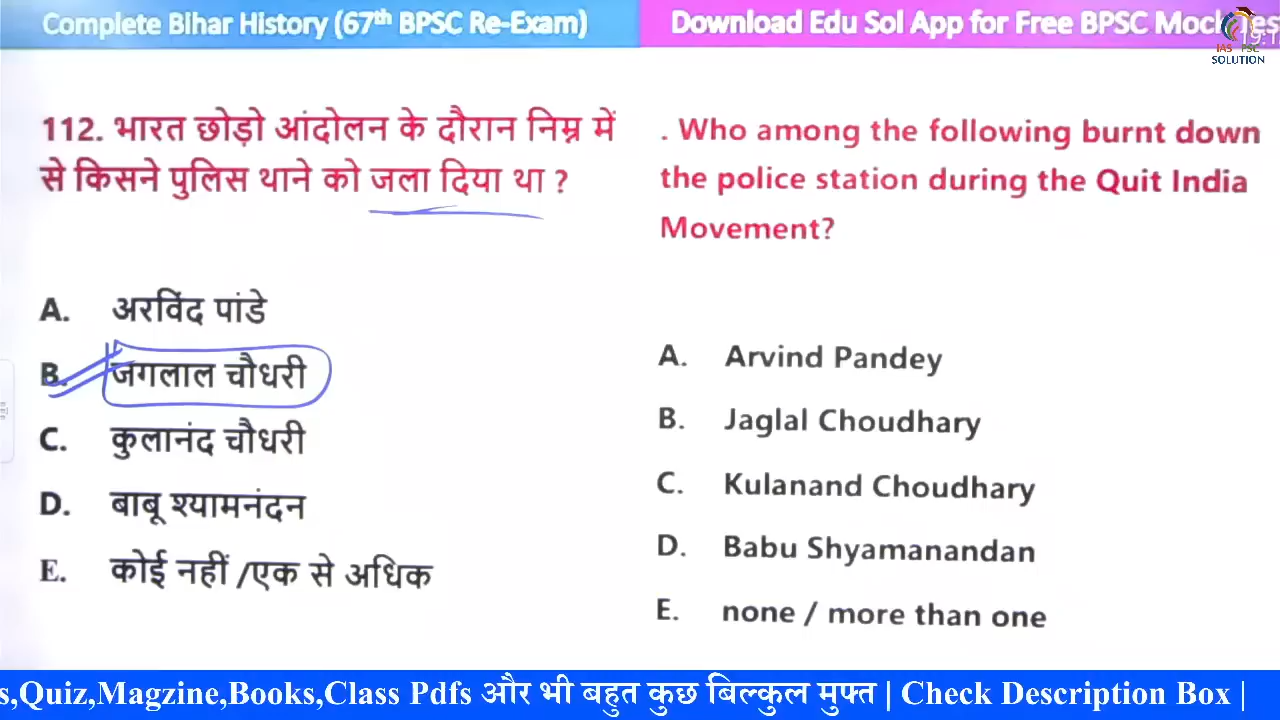 Complete Bihar History (67th BPSC Re-Exam)
Download Edu Sol App for Free BPSC Mock
IAS PSC
SOLUTION
112. भारत छोड़ो आंदोलन के दौरान निम्न में
से किसने पुलिस थाने को जला दिया था ?
A. अरविंद पांडे
B. जगलाल चौधरी
C. कुलानंद चौधरी
D. बाबू श्यामनंदन
E. कोई नहीं /एक से अधिक
. Who among the following burnt down
the police station during the Quit India
Movement?
A. Arvind Pandey
B. Jaglal Choudhary
C. Kulanand Choudhary
D. Babu Shyamanandan
E. none / more than one
s,Quiz,Magzine,Books,Class Pdfs और भी बहुत कुछ बिल्कुल मुफ्त | Check Description Box |